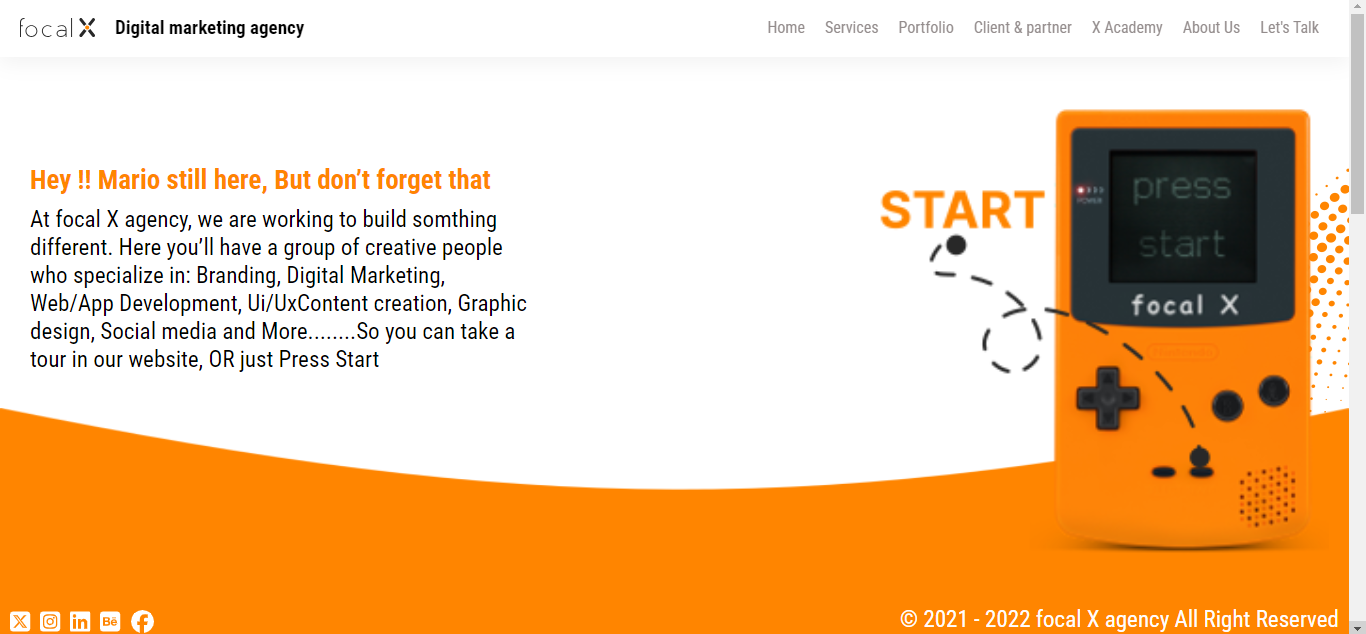 focal X Digital marketing agency Home Services Portfolio Client & partner X Academy About Us Let's Talk
Hey !! Mario still here, But don’t forget that
At focal X agency, we are working to build somthing
different. Here you’ll have a group of creative people
who specialize in: Branding, Digital Marketing,
Web/App Development, Ui/UxContent creation, Graphic
design, Social media and More........So you can take a
tour in our website, OR just Press Start
START
POWER
press
start
focal X
Nintendo
© 2021 - 2022 focal X agency All Right Reserved